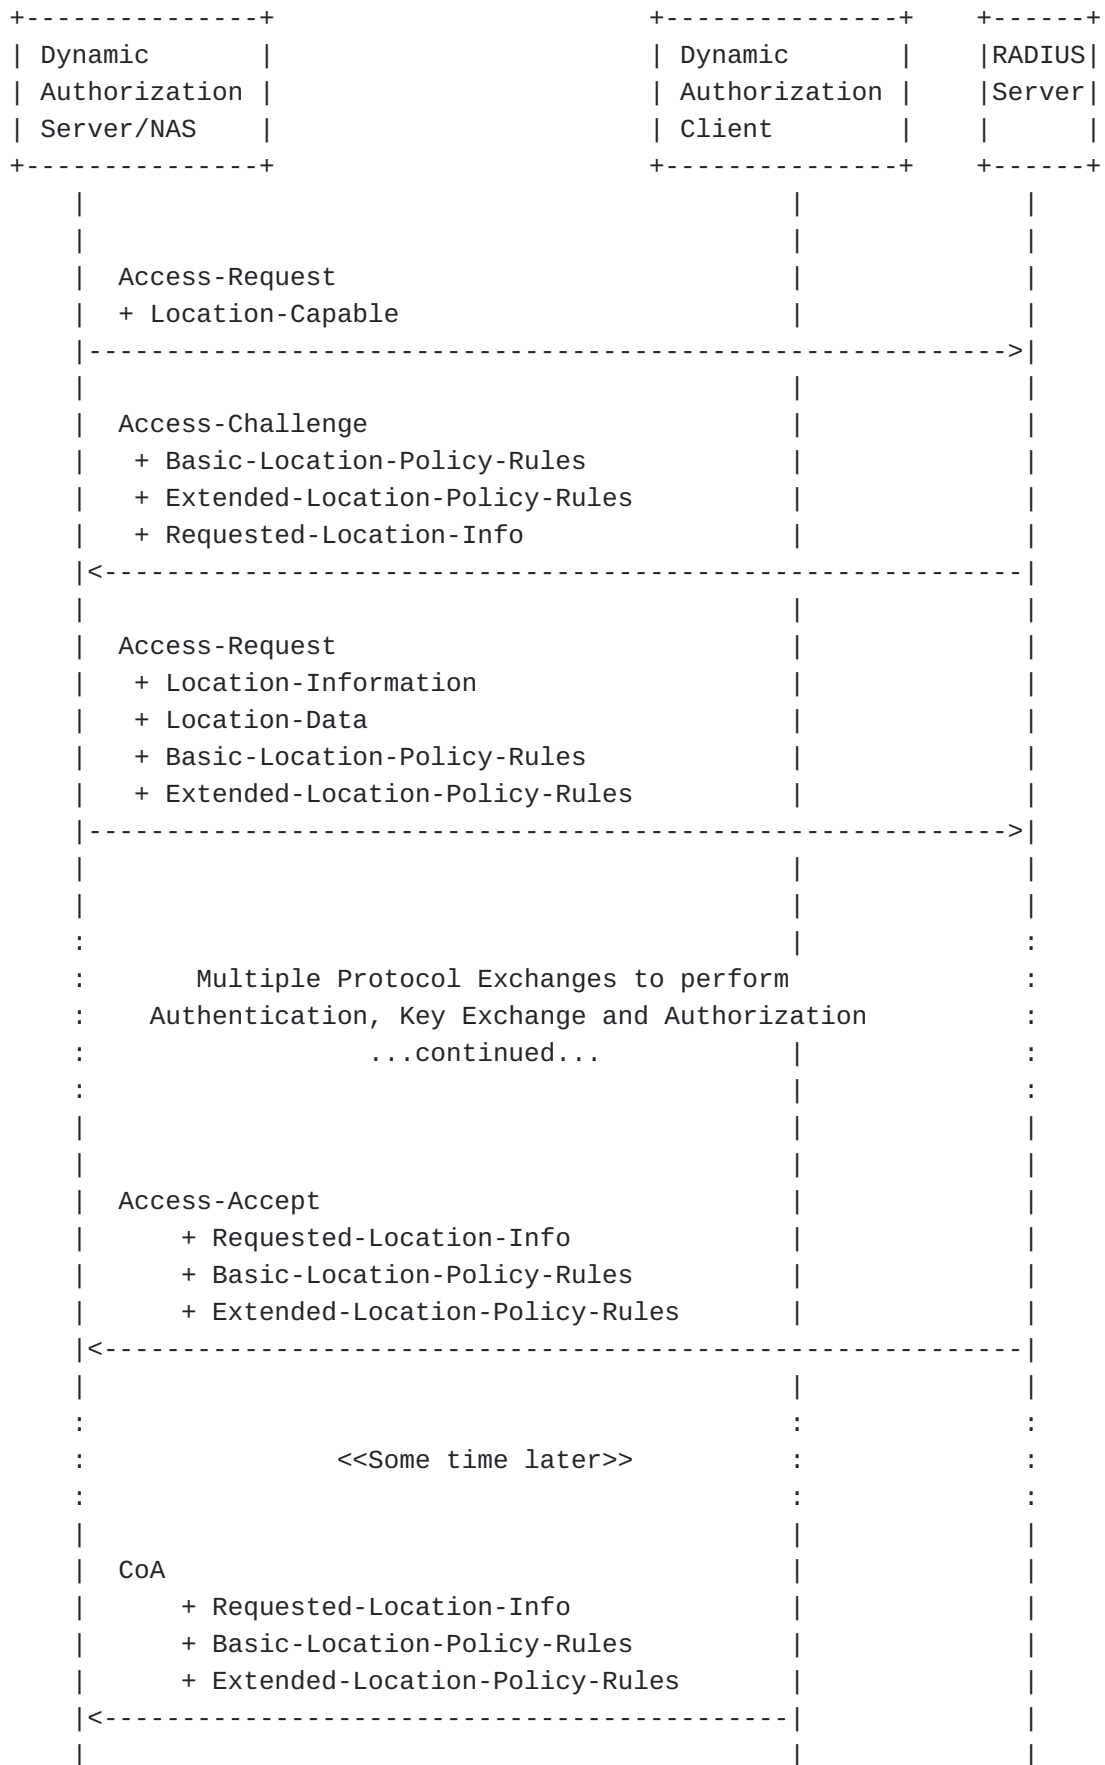 +---------------+                        +---------------+    +------+
| Dynamic       |                        | Dynamic       |    |RADIUS|
| Authorization |                        | Authorization |    |Server|
| Server/NAS    |                        | Client        |    |      |
+---------------+                        +---------------+    +------+
    |                                             |              |
    |                                             |              |
    |  Access-Request                             |              |
    |  + Location-Capable                         |              |
    |----------------------------------------------------------->|
    |                                             |              |
    |  Access-Challenge                           |              |
    |   + Basic-Location-Policy-Rules             |              |
    |   + Extended-Location-Policy-Rules          |              |
    |   + Requested-Location-Info                 |              |
    |<-----------------------------------------------------------|
    |                                             |              |
    |  Access-Request                             |              |
    |   + Location-Information                    |              |
    |   + Location-Data                           |              |
    |   + Basic-Location-Policy-Rules             |              |
    |   + Extended-Location-Policy-Rules          |              |
    |----------------------------------------------------------->|
    |                                             |              |
    |                                             |              |
    :                                             |              :
    :       Multiple Protocol Exchanges to perform               :
    :    Authentication, Key Exchange and Authorization          :
    :                  ...continued...            |              :
    :                                             |              :
    |                                             |              |
    |                                             |              |
    |  Access-Accept                              |              |
    |      + Requested-Location-Info              |              |
    |      + Basic-Location-Policy-Rules          |              |
    |      + Extended-Location-Policy-Rules       |              |
    |<-----------------------------------------------------------|
    |                                             |              |
    :                                             :              :
    :                <<Some time later>>          :              :
    :                                             :              :
    |                                             |              |
    |  CoA                                        |              |
    |      + Requested-Location-Info              |              |
    |      + Basic-Location-Policy-Rules          |              |
    |      + Extended-Location-Policy-Rules       |              |
    |<--------------------------------------------|              |
    |                                             |              |